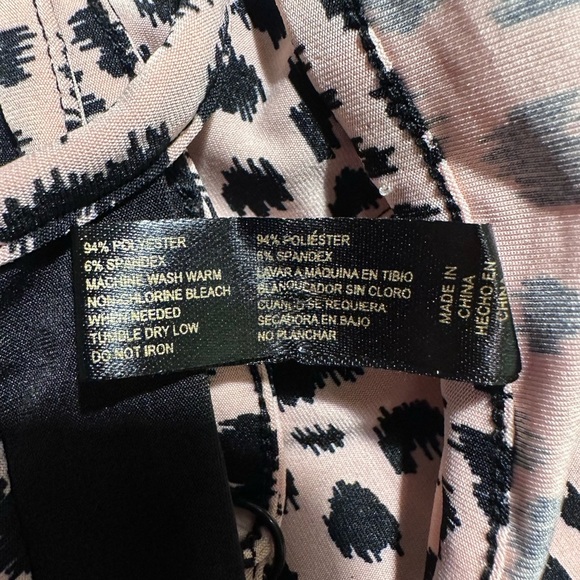 94% POLYESTER
6% SPANDEX
MACHINE WASH WARM
NON-CHLORINE BLEACH
WHEN NEEDED
TUMBLE DRY LOW
DO NOT IRON
94% POLIÉSTER
6% SPANDEX
LAVAR A MÁQUINA EN TIBIO
BLANQUEADOR SIN CLORO
CUANDO SE REQUIERA
SECADORA EN BAJO
NO PLANCHAR
MADE IN
CHINA
HECHO EN
CHINA